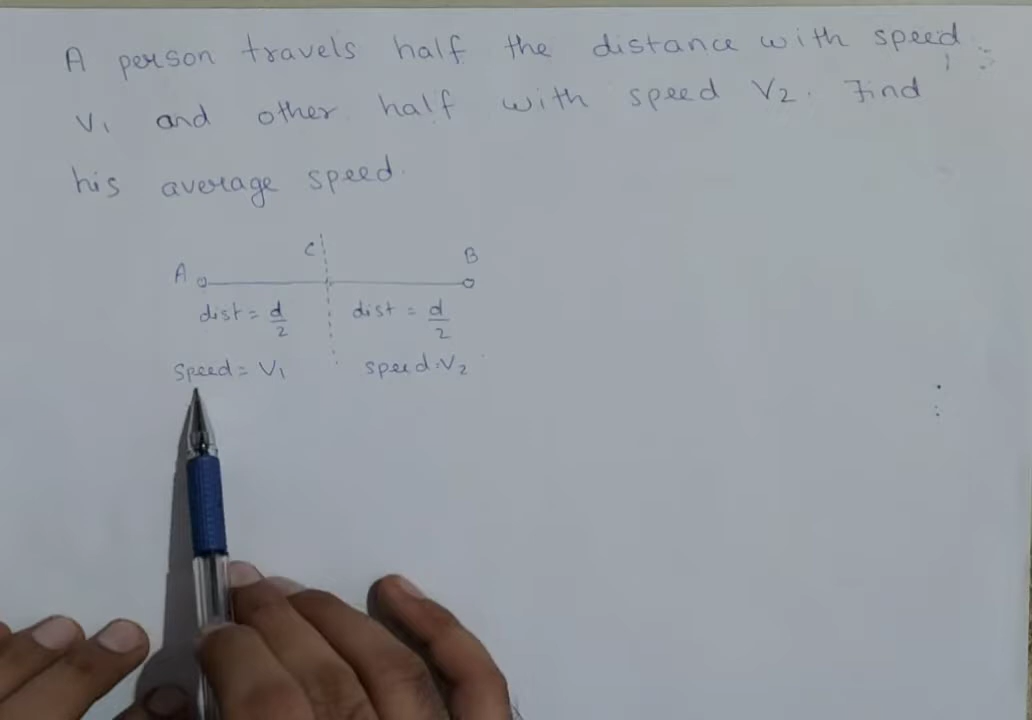 A person travels half the distance with speed
V1 and other half with speed V2. Find
his average speed.
A C B
dist = d/2 dist = d/2
speed = V1 speed = V2